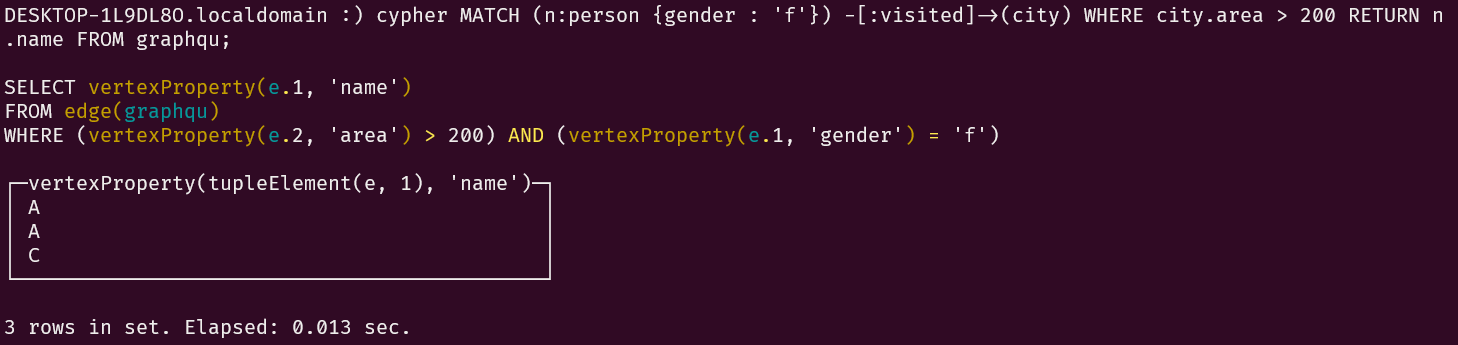 DESKTOP-1L9DL8O.localdomain :) cypher MATCH (n:person {gender : 'f'}) -[:visited]->(city) WHERE city.area > 200 RETURN n
.name FROM graphqu;
SELECT vertexProperty(e.1, 'name')
FROM edge(graphqu)
WHERE (vertexProperty(e.2, 'area') > 200) AND (vertexProperty(e.1, 'gender') = 'f')
┌─vertexProperty(tupleElement(e, 1), 'name')─┐
│ A │
│ A │
│ C │
└────────────────────────────────────────────┘
3 rows in set. Elapsed: 0.013 sec.